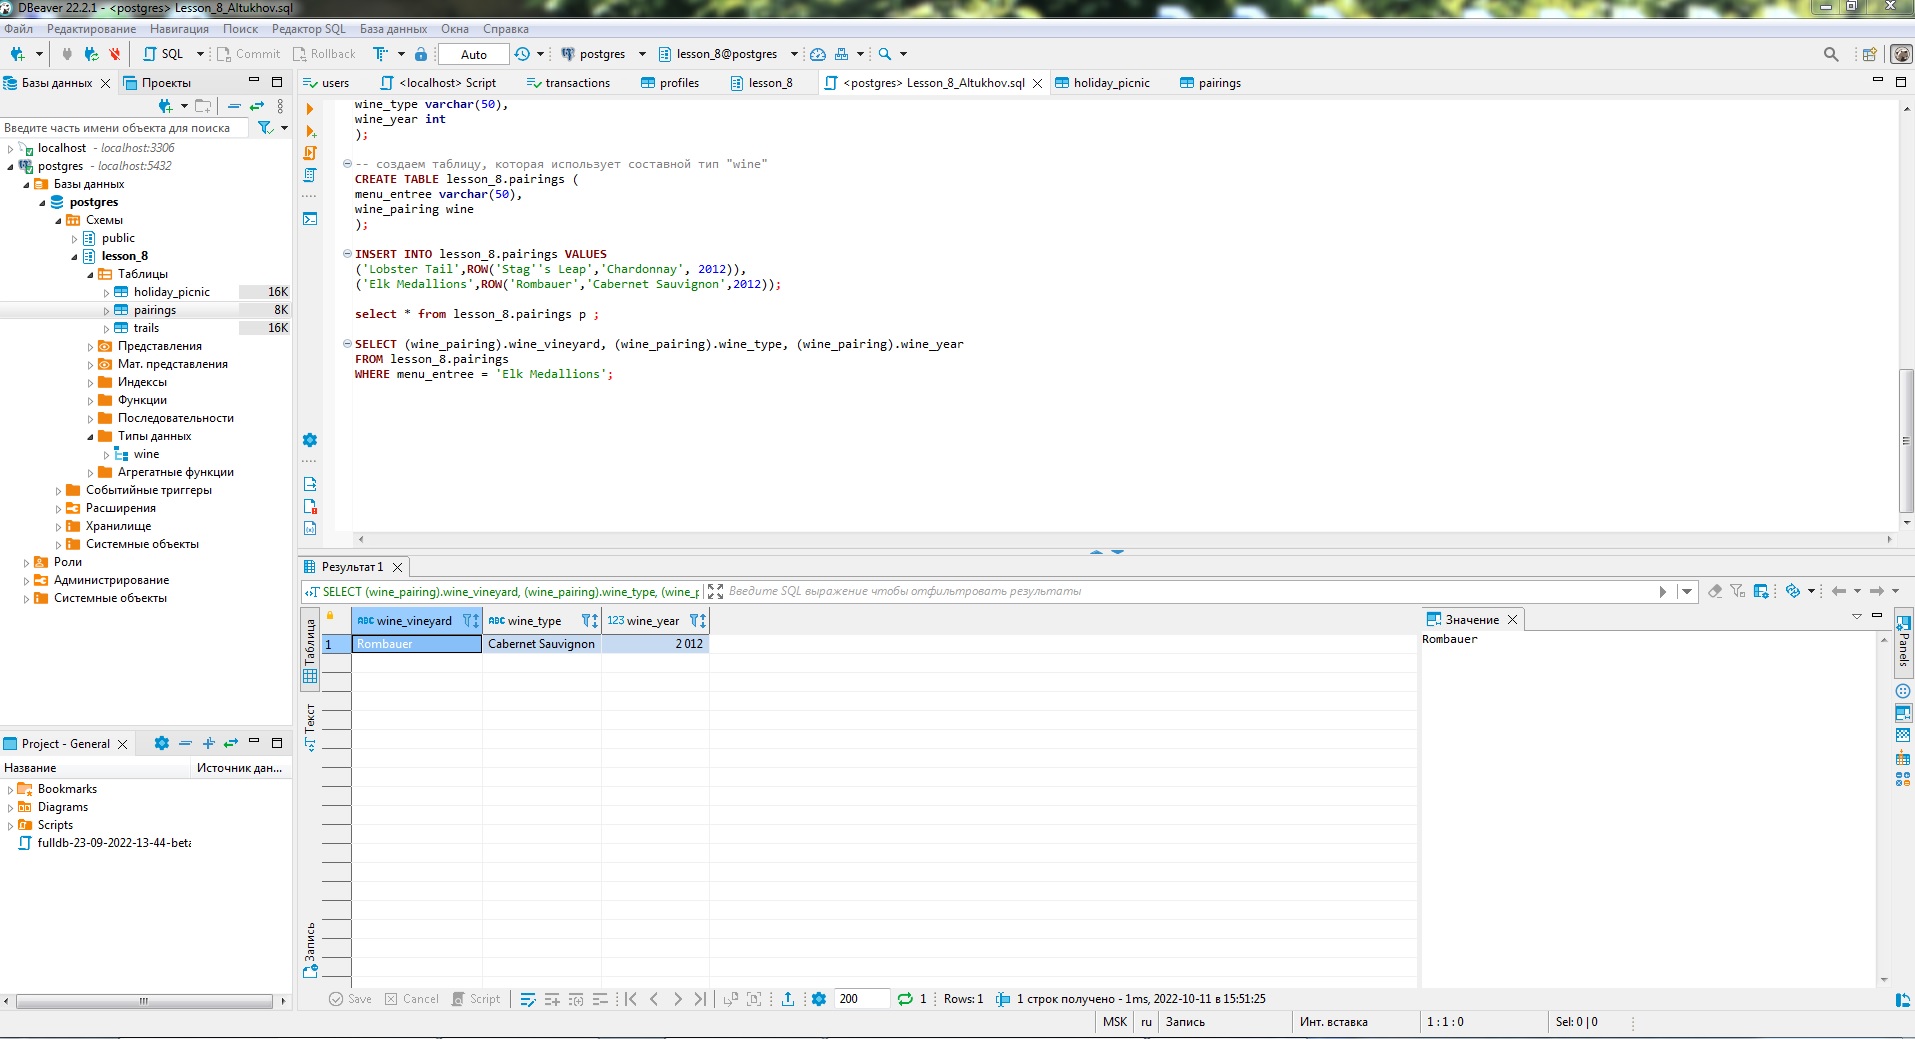 DBeaver 22.2.1 - <postgres> Lesson_8_Altukhov.sql
Файл Редактирование Навигация Поиск Редактор SQL База данных Окна Справка
SQL Commit Rollback Auto postgres lesson_8@postgres
Базы данных Проекты
users <localhost> Script transactions profiles lesson_8 <postgres> Lesson_8_Altukhov.sql holiday_picnic pairings
Введите часть имени объекта для поиска
localhost - localhost:3306
postgres - localhost:5432
Базы данных
postgres
Схемы
public
lesson_8
Таблицы
holiday_picnic 16K
pairings 8K
trails 16K
Представления
Мат. представления
Индексы
Функции
Последовательности
Типы данных
wine
Агрегатные функции
Событийные триггеры
Расширения
Хранилище
Системные объекты
Роли
Администрирование
Системные объекты
wine_type varchar(50),
wine_year int
);
-- создаем таблицу, которая использует составной тип "wine"
CREATE TABLE lesson_8.pairings (
menu_entree varchar(50),
wine_pairing wine
);
INSERT INTO lesson_8.pairings VALUES
('Lobster Tail',ROW('Stag''s Leap','Chardonnay', 2012)),
('Elk Medallions',ROW('Rombauer','Cabernet Sauvignon',2012));
select * from lesson_8.pairings p ;
SELECT (wine_pairing).wine_vineyard, (wine_pairing).wine_type, (wine_pairing).wine_year
FROM lesson_8.pairings
WHERE menu_entree = 'Elk Medallions';
Результат 1
SELECT (wine_pairing).wine_vineyard, (wine_pairing).wine_type, (wine_p
Введите SQL выражение чтобы отфильтровать результаты
Таблица
Текст
Запись
ABC wine_vineyard ABC wine_type 123 wine_year
1 Rombauer Cabernet Sauvignon 2 012
Значение
Rombauer
Panels
Project - General
Название Источник дан...
Bookmarks
Diagrams
Scripts
fulldb-23-09-2022-13-44-beta
Save Cancel Script 200 1 Rows: 1 1 строк получено - 1ms, 2022-10-11 в 15:51:25
MSK ru Запись Инт. вставка 1 : 1 : 0 Sel: 0 | 0